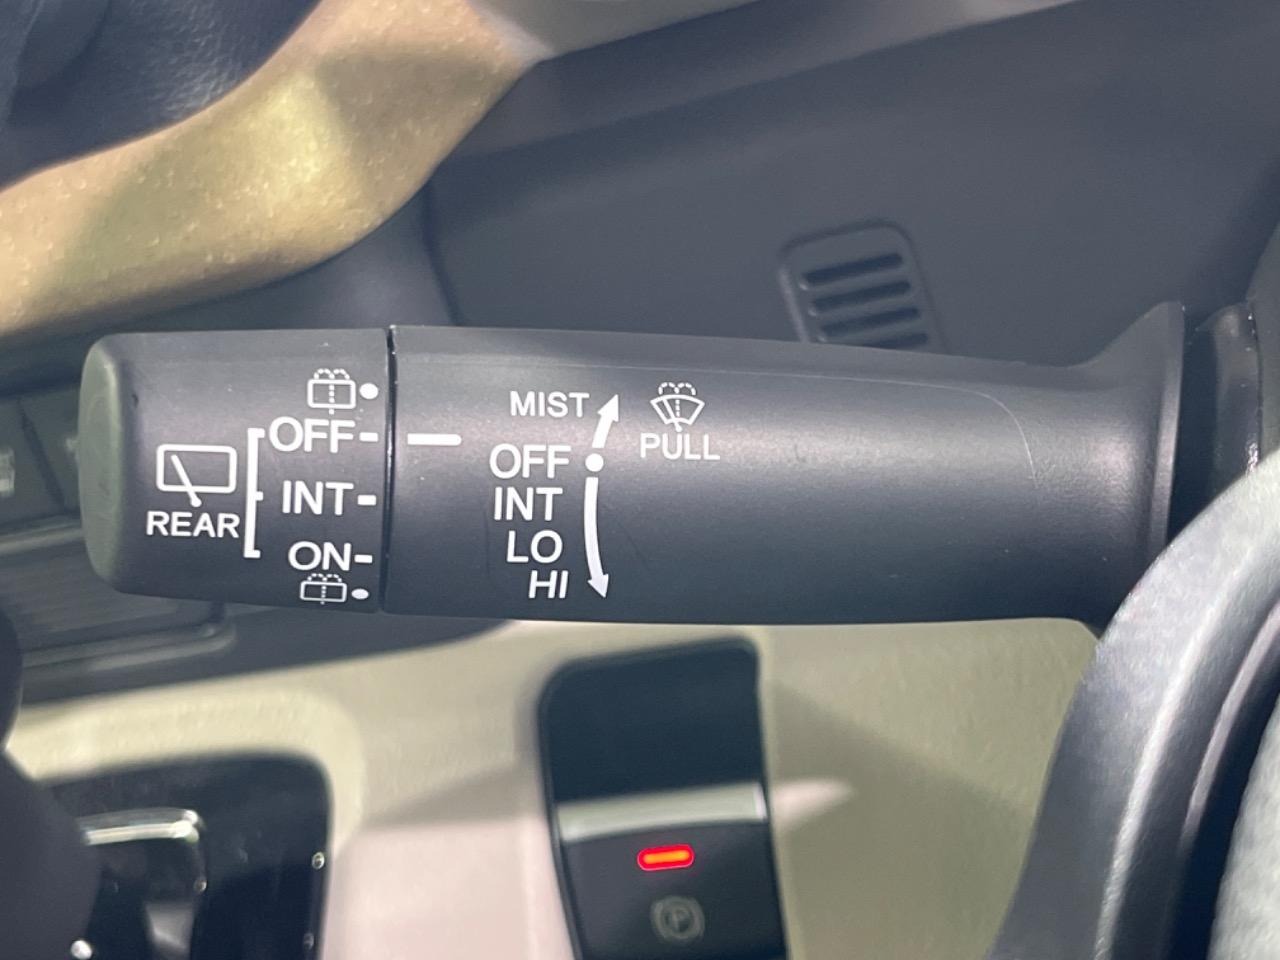 MIST
OFF
INT
LO
HI
PULL
OFF
INT
ON
REAR
P